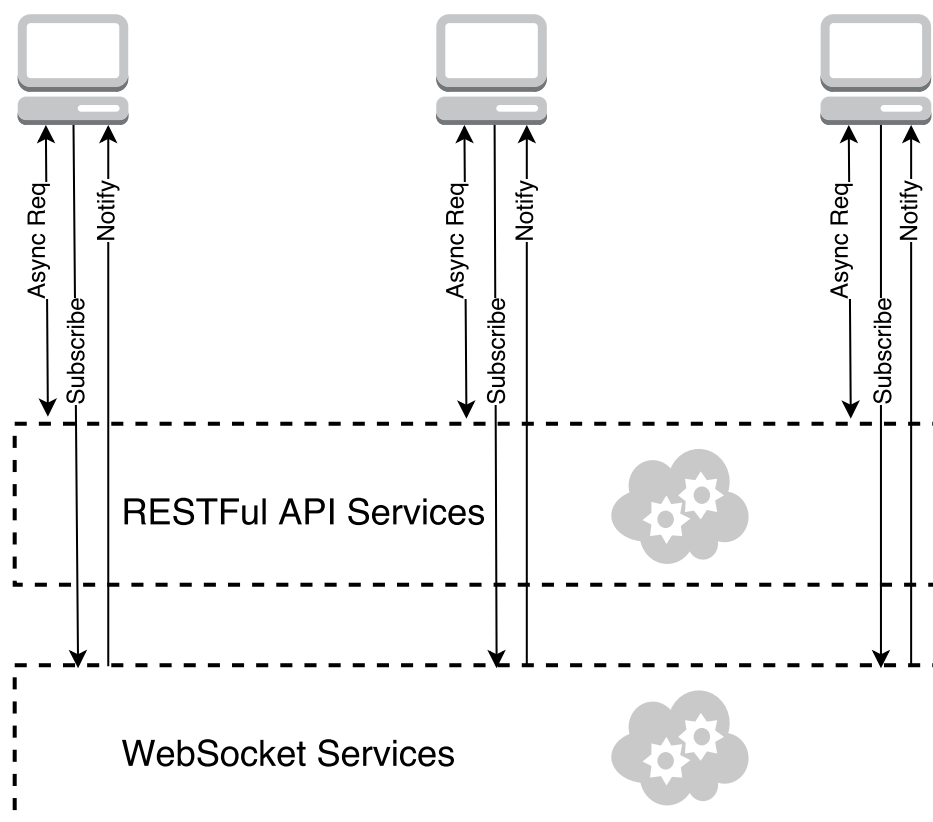 Async Req
Subscribe
Notify
Async Req
Subscribe
Notify
Async Req
Subscribe
Notify
RESTFul API Services
WebSocket Services